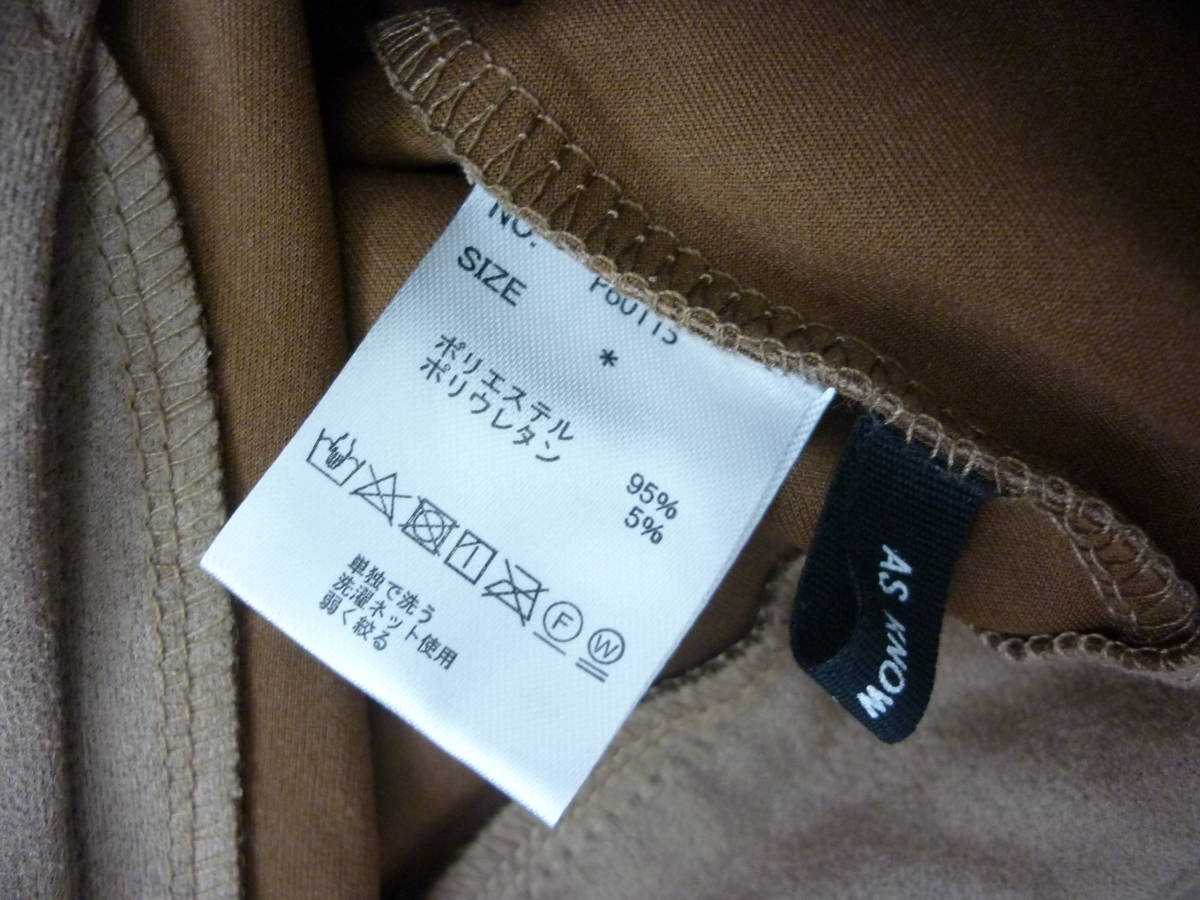 NO. P60115
SIZE *
ポリエステル 95%
ポリウレタン 5%
F W
単独で洗う
洗濯ネット使用
弱く絞る
AS KNOW